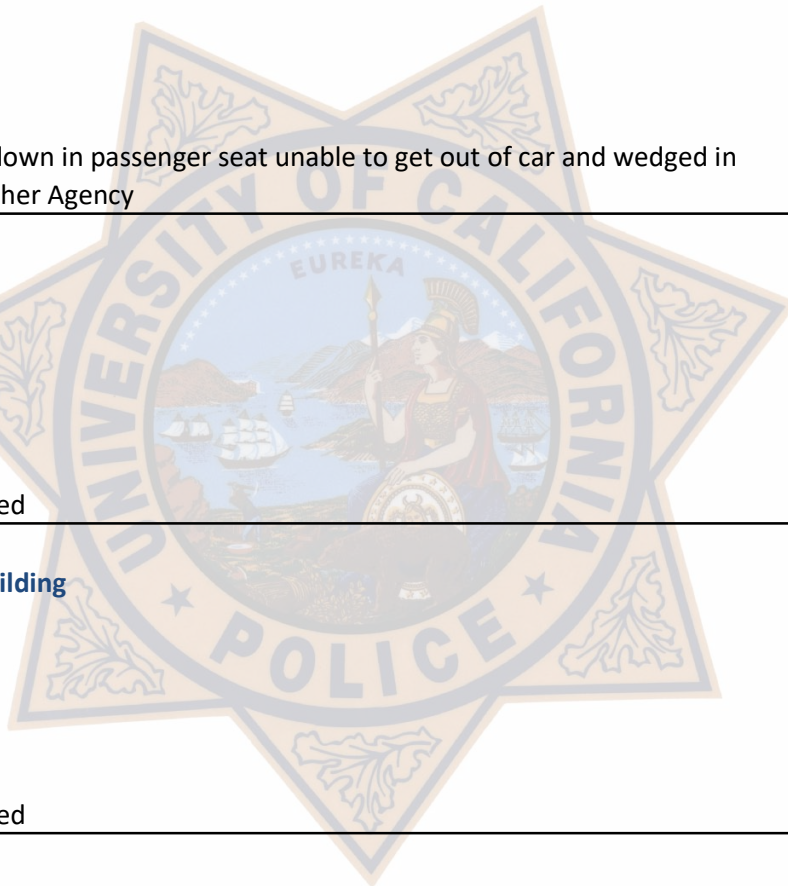 down in passenger seat unable to get out of car and wedged in
her Agency
UNIVERSITY OF CALIFORNIA
EUREKA
ed
ilding
POLICE
ed